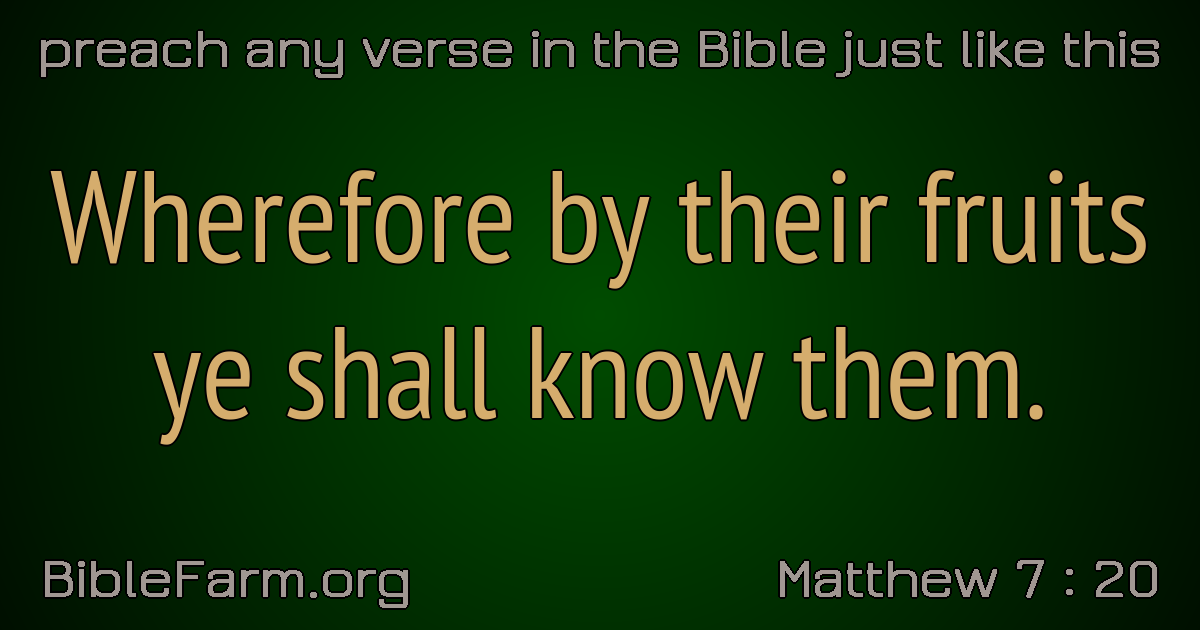 preach any verse in the Bible just like this
Wherefore by their fruits
ye shall know them.
BibleFarm.org
Matthew 7 : 20